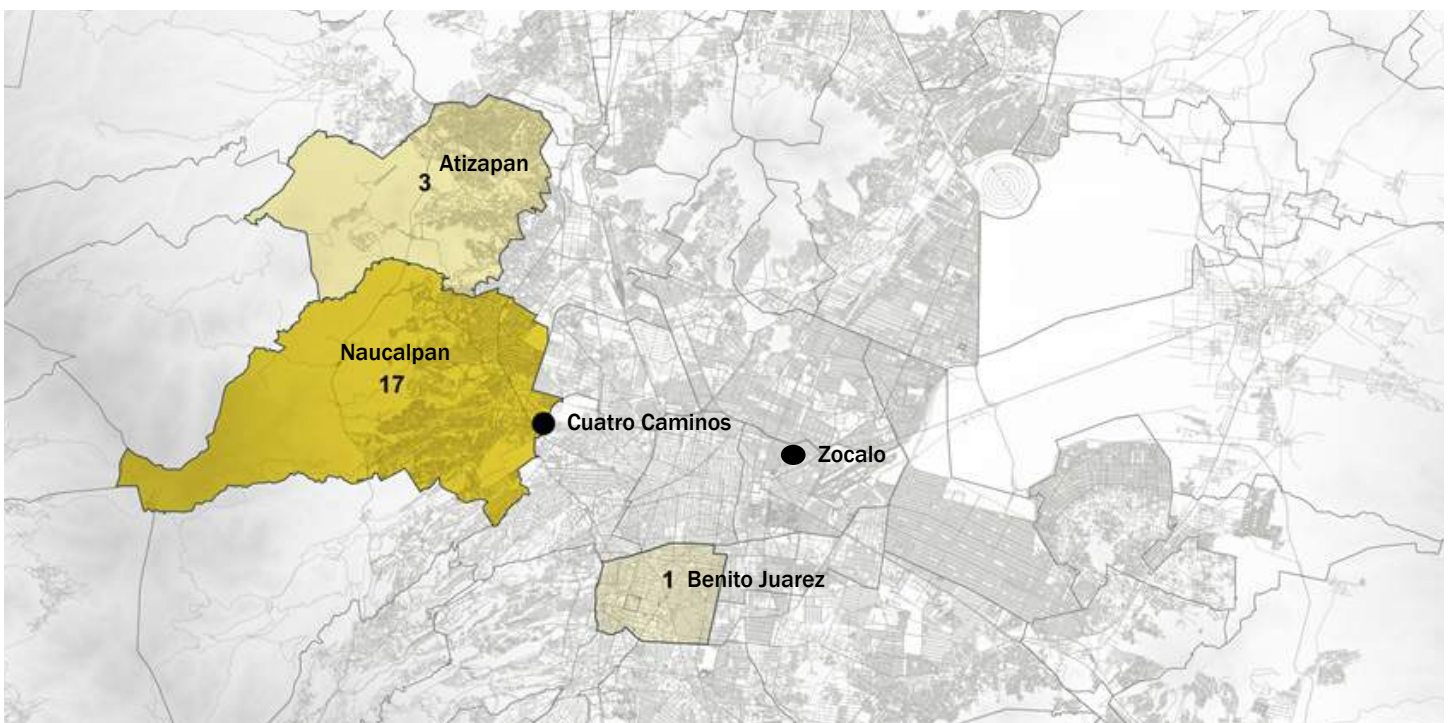 Atizapan
3
Naucalpan
17
Cuatro Caminos
Zocalo
1 Benito Juarez